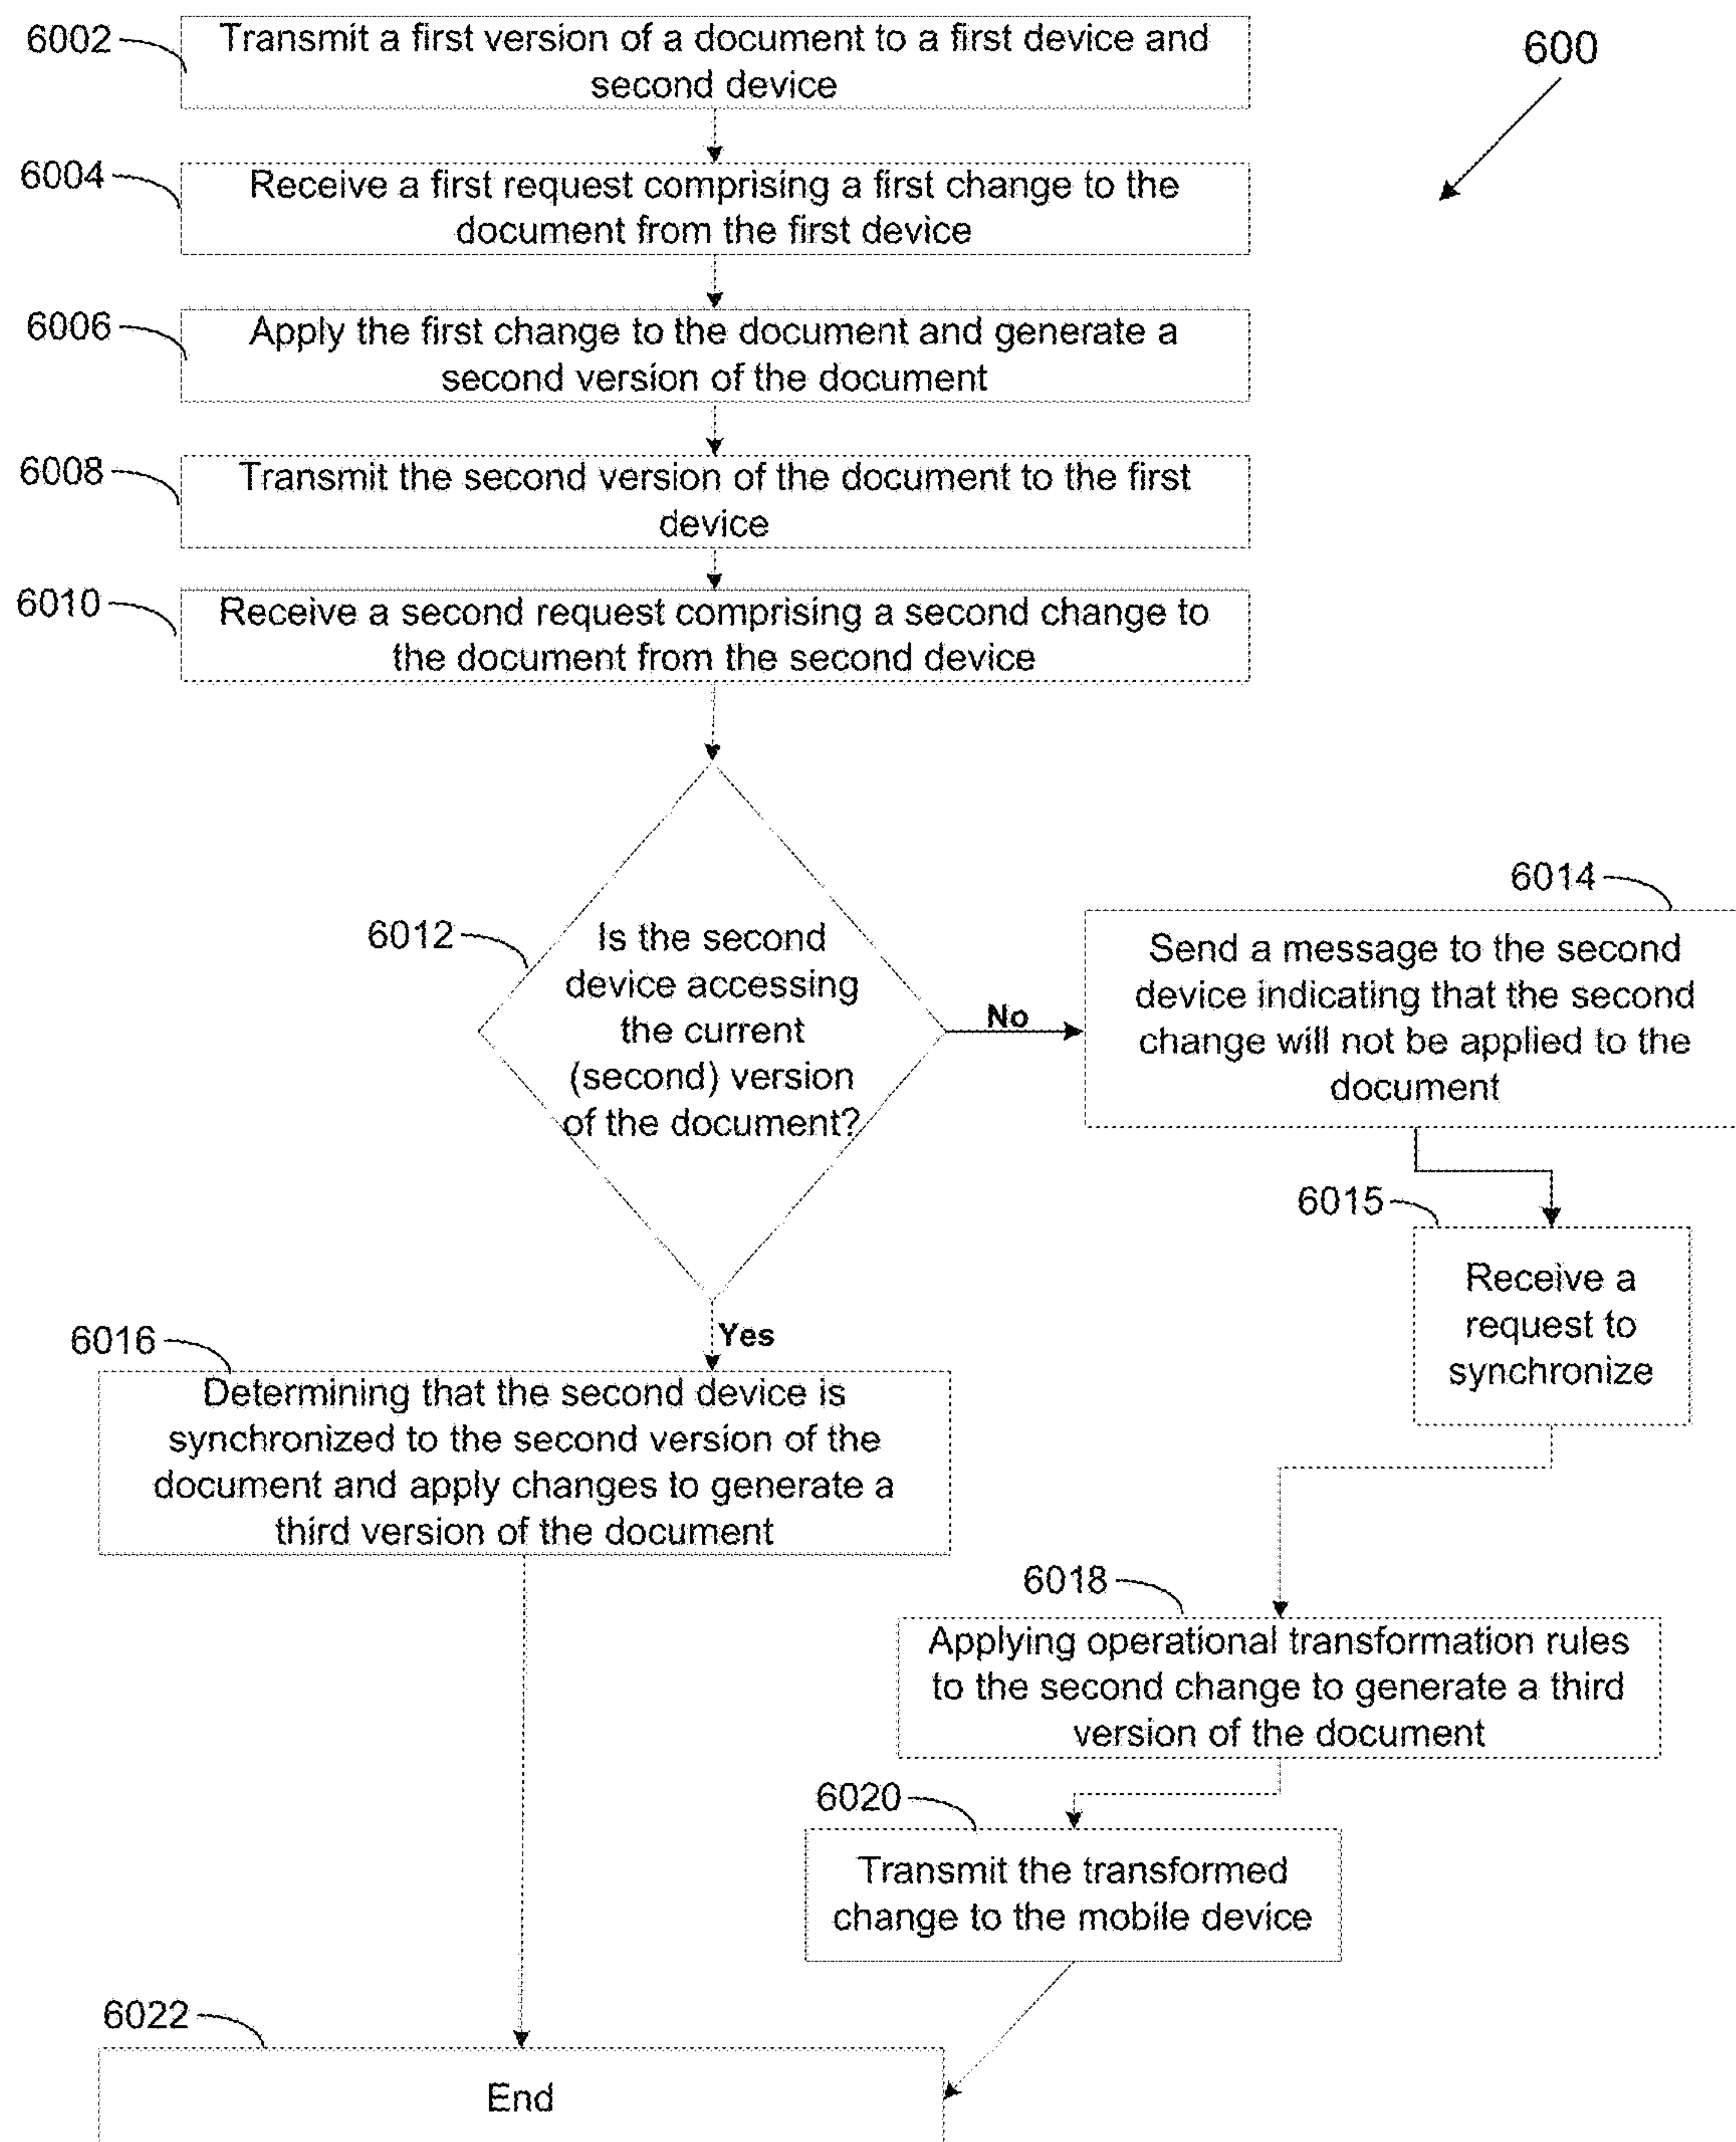 6002
Transmit a first version of a document to a first device and
second device
600
6004
Receive a first request comprising a first change to the
document from the first device
6006
Apply the first change to the document and generate a
second version of the document
6008
Transmit the second version of the document to the first
device
6010
Receive a second request comprising a second change to
the document from the second device
6012
Is the second
device accessing
the current
(second) version
of the document?
No
6014
Send a message to the second
device indicating that the second
change will not be applied to the
document
6015
Receive a
request to
synchronize
Yes
6016
Determining that the second device is
synchronized to the second version of the
document and apply changes to generate a
third version of the document
6018
Applying operational transformation rules
to the second change to generate a third
version of the document
6020
Transmit the transformed
change to the mobile device
6022
End